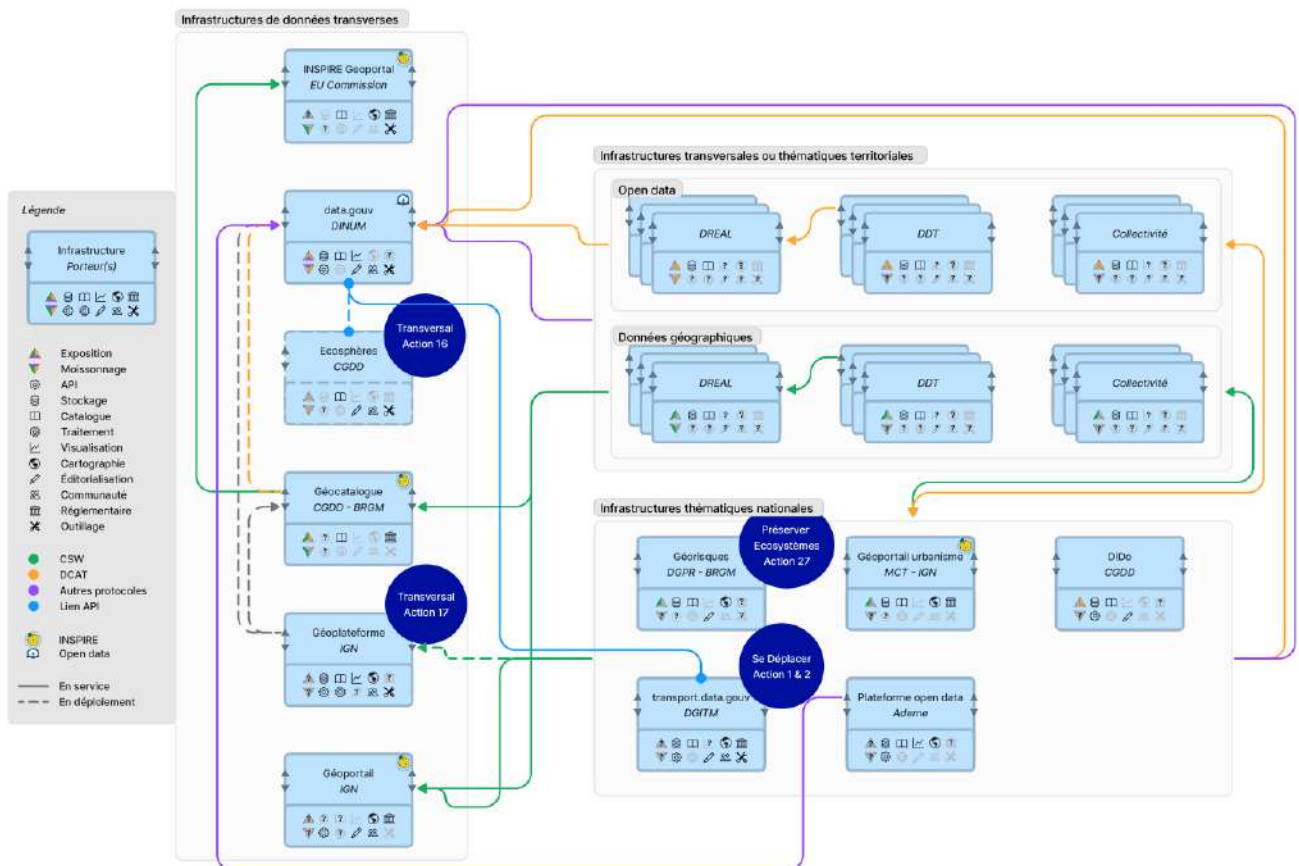 Infrastructures de données transverses
INSPIRE Geoportal
EU Commission
data.gouv
DINUM
Transversal
Action 16
Ecosphères
CGDD
Géocatalogue
CGDD - BRGM
Transversal
Action 17
Géoplateforme
IGN
Géoportail
IGN
Légende
Infrastructure
Porteur(s)
Exposition
Moissonnage
API
Stockage
Catalogue
Traitement
Visualisation
Cartographie
Éditorialisation
Communauté
Réglementaire
Outillage
CSW
DCAT
Autres protocoles
Lien API
INSPIRE
Open data
En service
En déploiement
Infrastructures transversales ou thématiques territoriales
Open data
DREAL
DDT
Collectivité
Données géographiques
DREAL
DDT
Collectivité
Infrastructures thématiques nationales
Géorisques
DGPR - BRGM
Préserver
Ecosystèmes
Action 27
Géoportail urbanisme
MCT - IGN
DiDo
CGDD
Se Déplacer
Action 1 & 2
transport.data.gouv
DGITM
Plateforme open data
Ademe